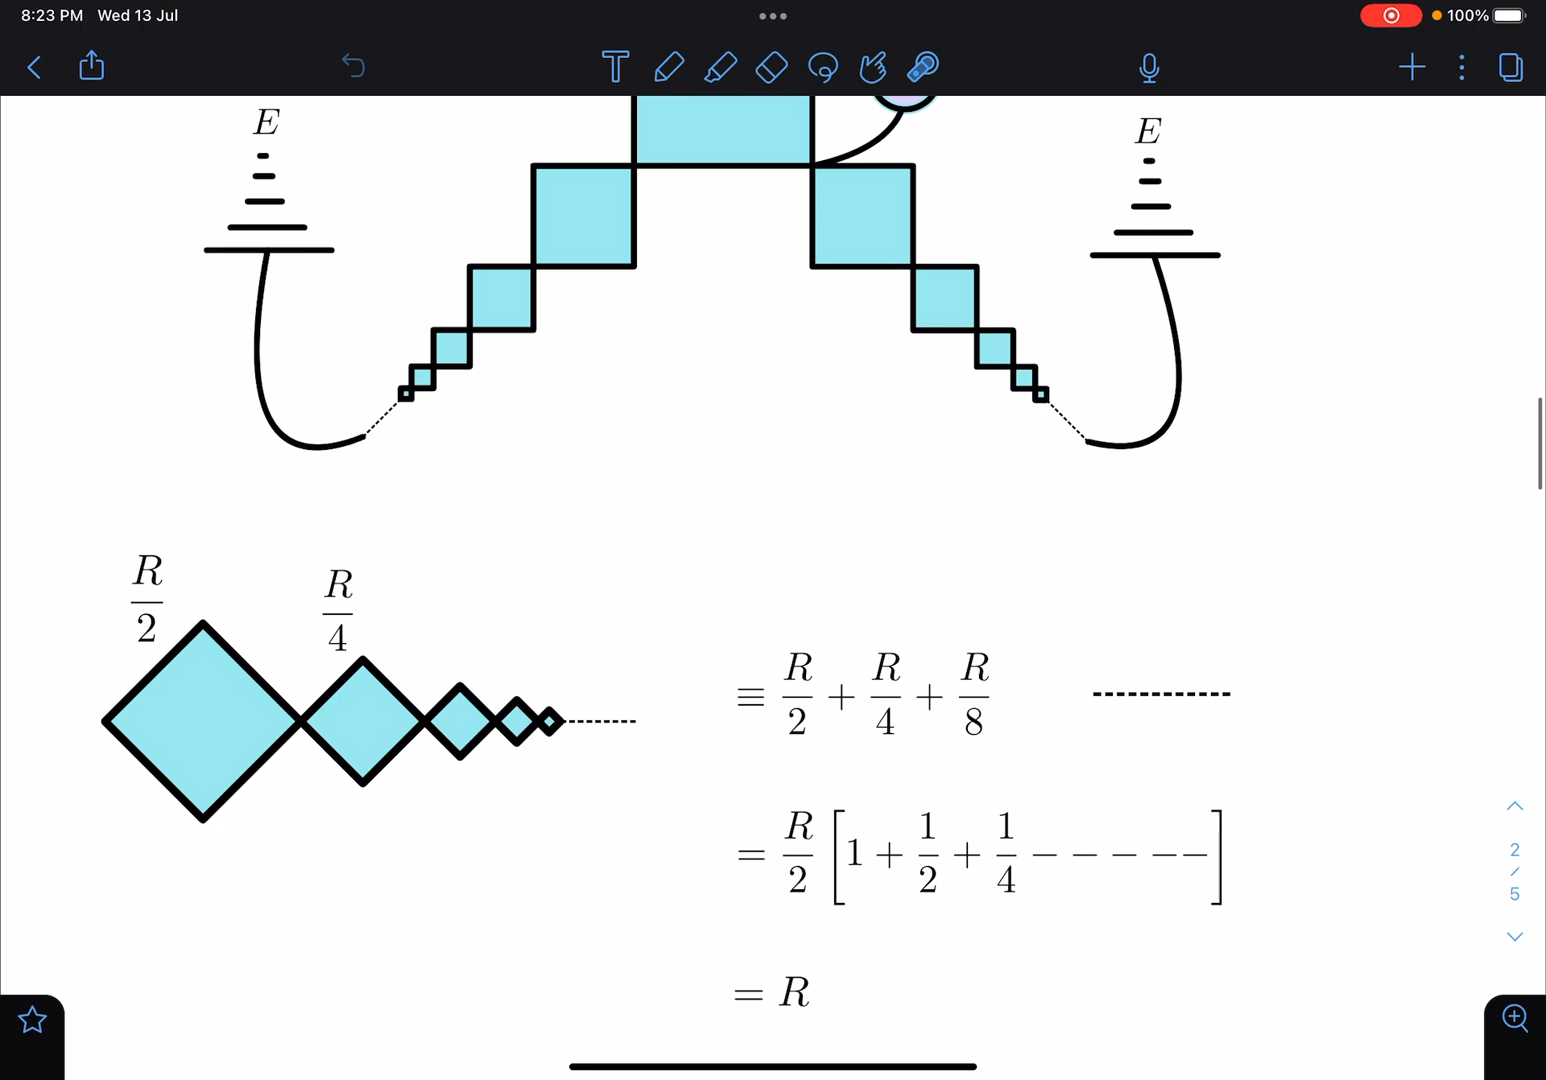 8:23 PM Wed 13 Jul
100%
T
E
E
R/2
R/4
≡ R/2 + R/4 + R/8 ------------
= R/2 [1 + 1/2 + 1/4 − − − − −−]
= R
2
/
5